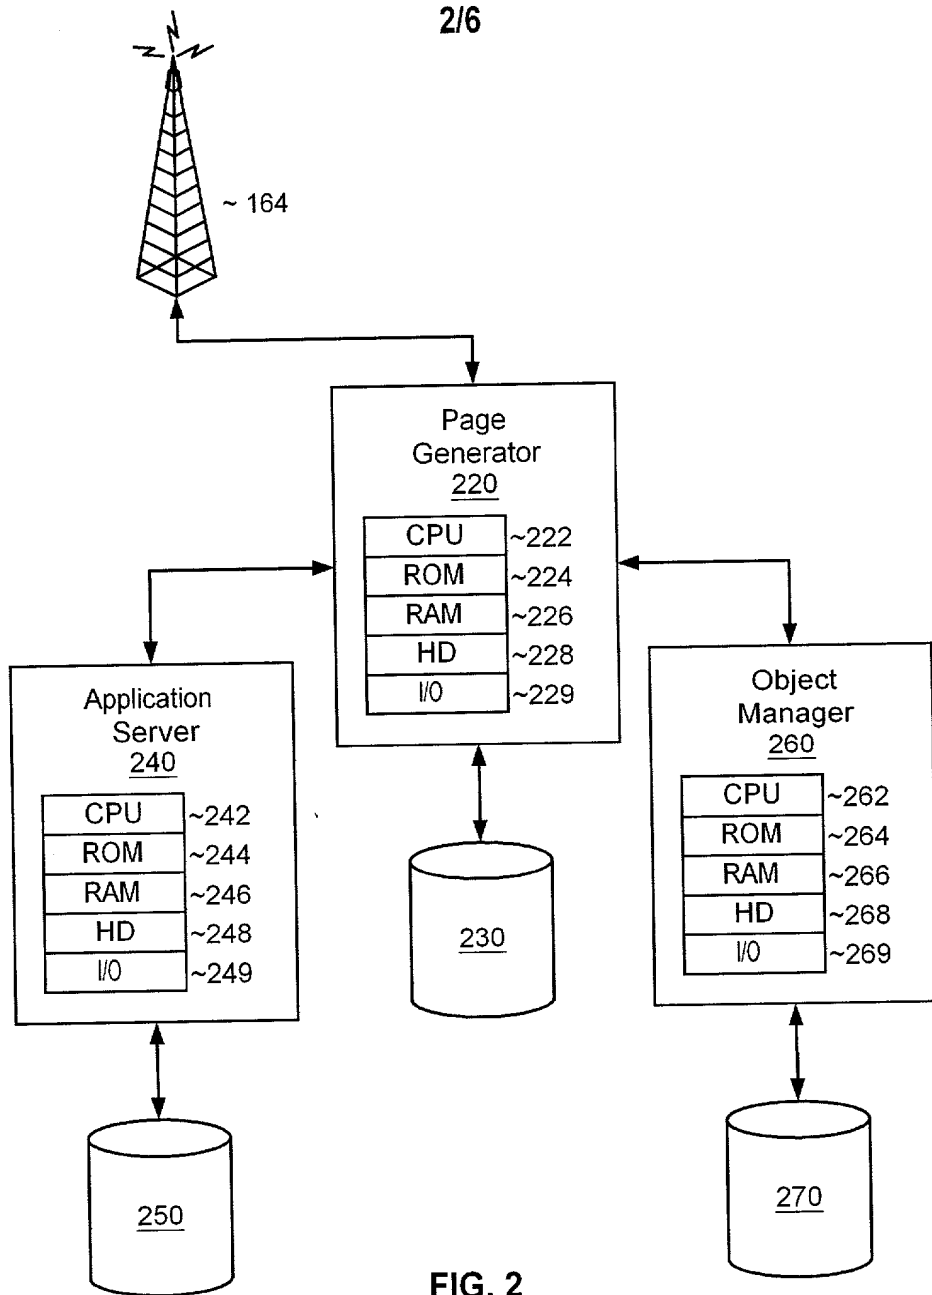 2/6
~ 164
Page
Generator
220
CPU ~222
ROM ~224
RAM ~226
HD ~228
I/O ~229
Application
Server
240
CPU ~242
ROM ~244
RAM ~246
HD ~248
I/O ~249
Object
Manager
260
CPU ~262
ROM ~264
RAM ~266
HD ~268
I/O ~269
230
250
270
FIG. 2